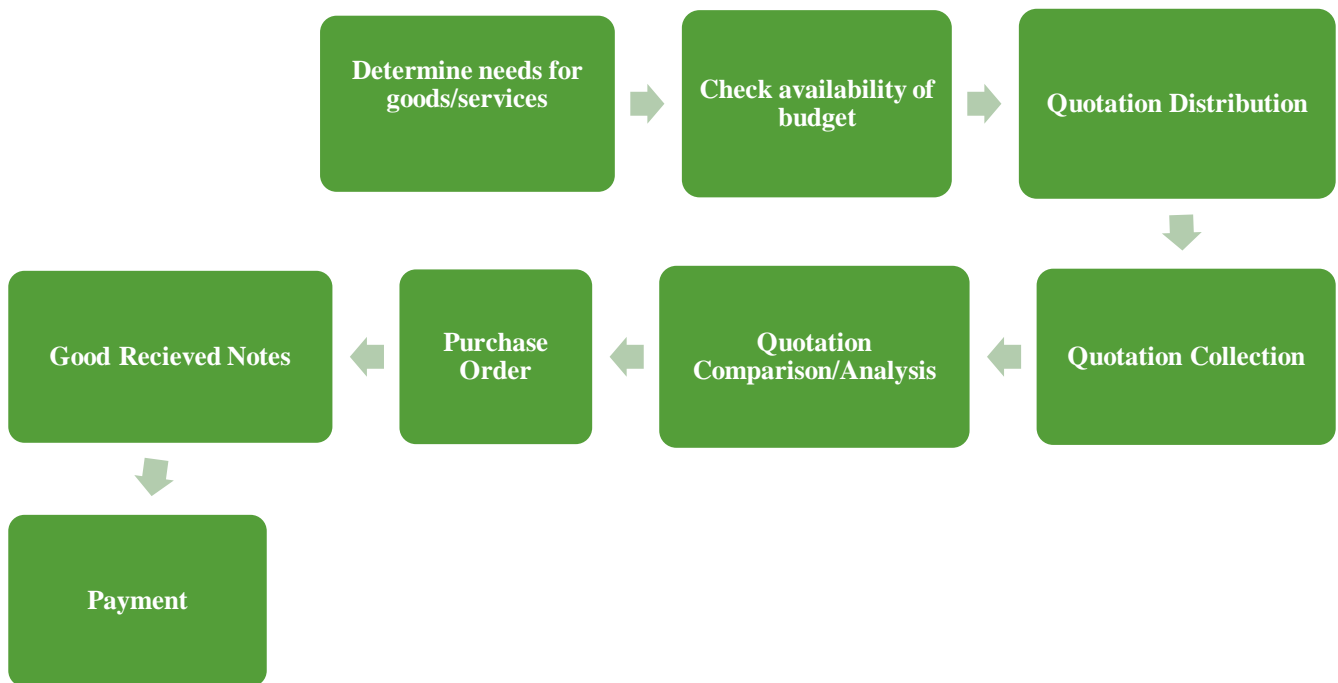 Determine needs for
goods/services
Check availability of
budget
Quotation Distribution
Quotation Collection
Quotation
Comparison/Analysis
Purchase
Order
Good Recieved Notes
Payment